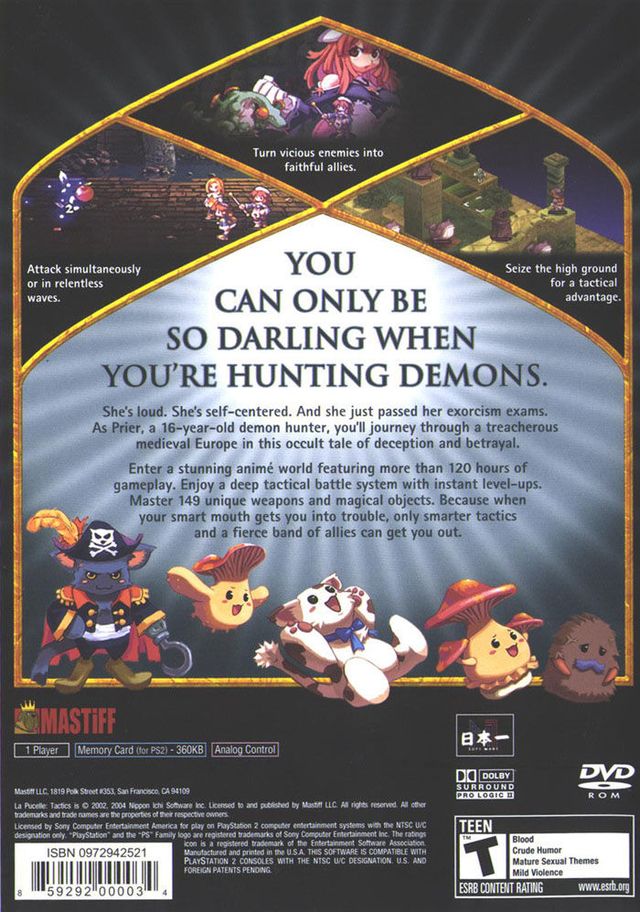 Turn vicious enemies into
faithful allies.
2
Attack simultaneously
or in relentless
waves.
Seize the high ground
for a tactical
advantage.
YOU
CAN ONLY BE
SO DARLING WHEN
YOU'RE HUNTING DEMONS.
She's loud. She's self-centered. And she just passed her exorcism exams.
As Prier, a 16-year-old demon hunter, you'll journey through a treacherous
medieval Europe in this occult tale of deception and betrayal.
Enter a stunning animé world featuring more than 120 hours of
gameplay. Enjoy a deep tactical battle system with instant level-ups.
Master 149 unique weapons and magical objects. Because when
your smart mouth gets you into trouble, only smarter tactics
and a fierce band of allies can get you out.
MASTIFF
1 Player
Memory Card (for PS2) - 360KB
Analog Control
日本一
SOFTWARE
DOLBY
SURROUND
PRO LOGIC II
DVD
ROM
Mastiff LLC, 1819 Polk Street #353, San Francisco, CA 94109
La Pucelle: Tactics is © 2002, 2004 Nippon Ichi Software Inc. Licensed to and published by Mastiff LLC. All rights reserved. All other
trademarks and trade names are the properties of their respective owners.
Licensed by Sony Computer Entertainment America for play on PlayStation 2 computer entertainment systems with the NTSC U/C
designation only. "PlayStation" and the "PS" Family logo are registered trademarks of Sony Computer Entertainment Inc. The ratings
icon is a registered trademark of the Entertainment Software Association.
Manufactured and printed in the U.S.A. THIS SOFTWARE IS COMPATIBLE WITH
PLAYSTATION 2 CONSOLES WITH THE NTSC U/C DESIGNATION. U.S. AND
FOREIGN PATENTS PENDING.
ISBN 0972942521
8 59292 00003 4
TEEN
T
Blood
Crude Humor
Mature Sexual Themes
Mild Violence
ESRB CONTENT RATING www.esrb.org